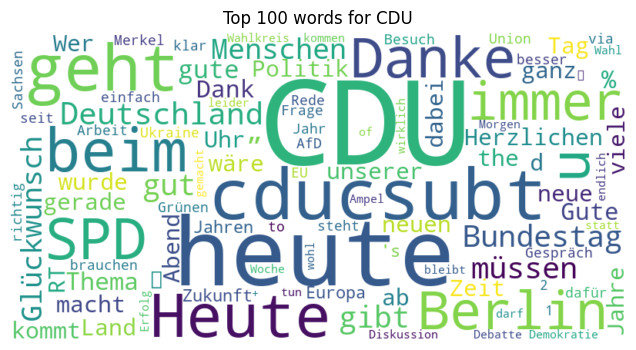 Top 100 words for CDU
Sachsen
Wer
Merkel
klar
Wahlkreis
kommen
Besuch
Union
via
Wahl
geht
Menschen
Danke
besser
Tag
gute
Politik
ganz
immer
%
seit
einfach
leider
Dank
CDU
Rede
Frage
wirklich
dabei
Deutschland
Arbeit
Ukraine
Uhr
„
Jahr
AfD
of
Morgen
Herzlichen
viele
richtig
Glückwunsch
beim
gemacht
wäre
unserer
the
d
u
endlich
wurde
gut
EU
cducsubt
neue
gerade
Grünen
Ampel
Gute
statt
SPD
Abend
Jahren
to
heute
wohl
steht
neuen
's
Bundestag
RT
brauchen
Woche
bleibt
müssen
Gespräch
Thema
Zukunft
+
tun
Europa
ab
Zeit
2
dafür
Jahre
macht
Erfolg
Heute
gibt
Berlin
1
kommt
Land
Diskussion
darf
Debatte
Demokratie